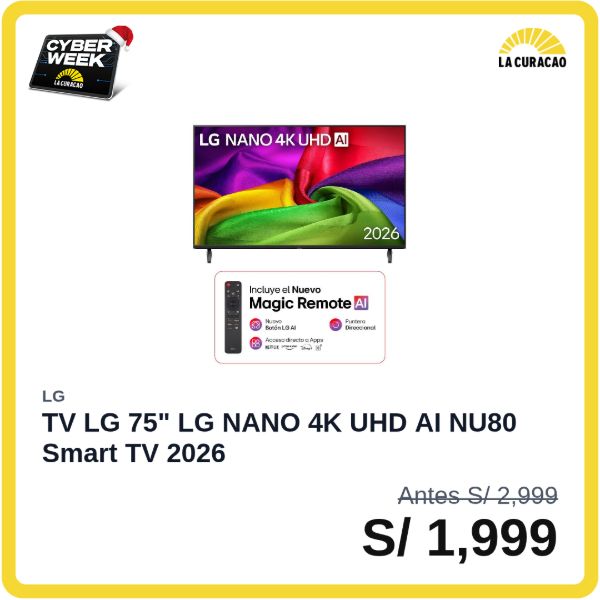 CYBER
WEEK
LA CURACAO
LA CURACAO
LG NANO 4K UHD AI
2026
Incluye el Nuevo
Magic Remote AI
Nuevo
Botón LG AI
Puntero
Direccional
Acceso directo a Apps
NETFLIX
LG
TV LG 75" LG NANO 4K UHD AI NU80
Smart TV 2026
Antes S/ 2,999
S/ 1,999